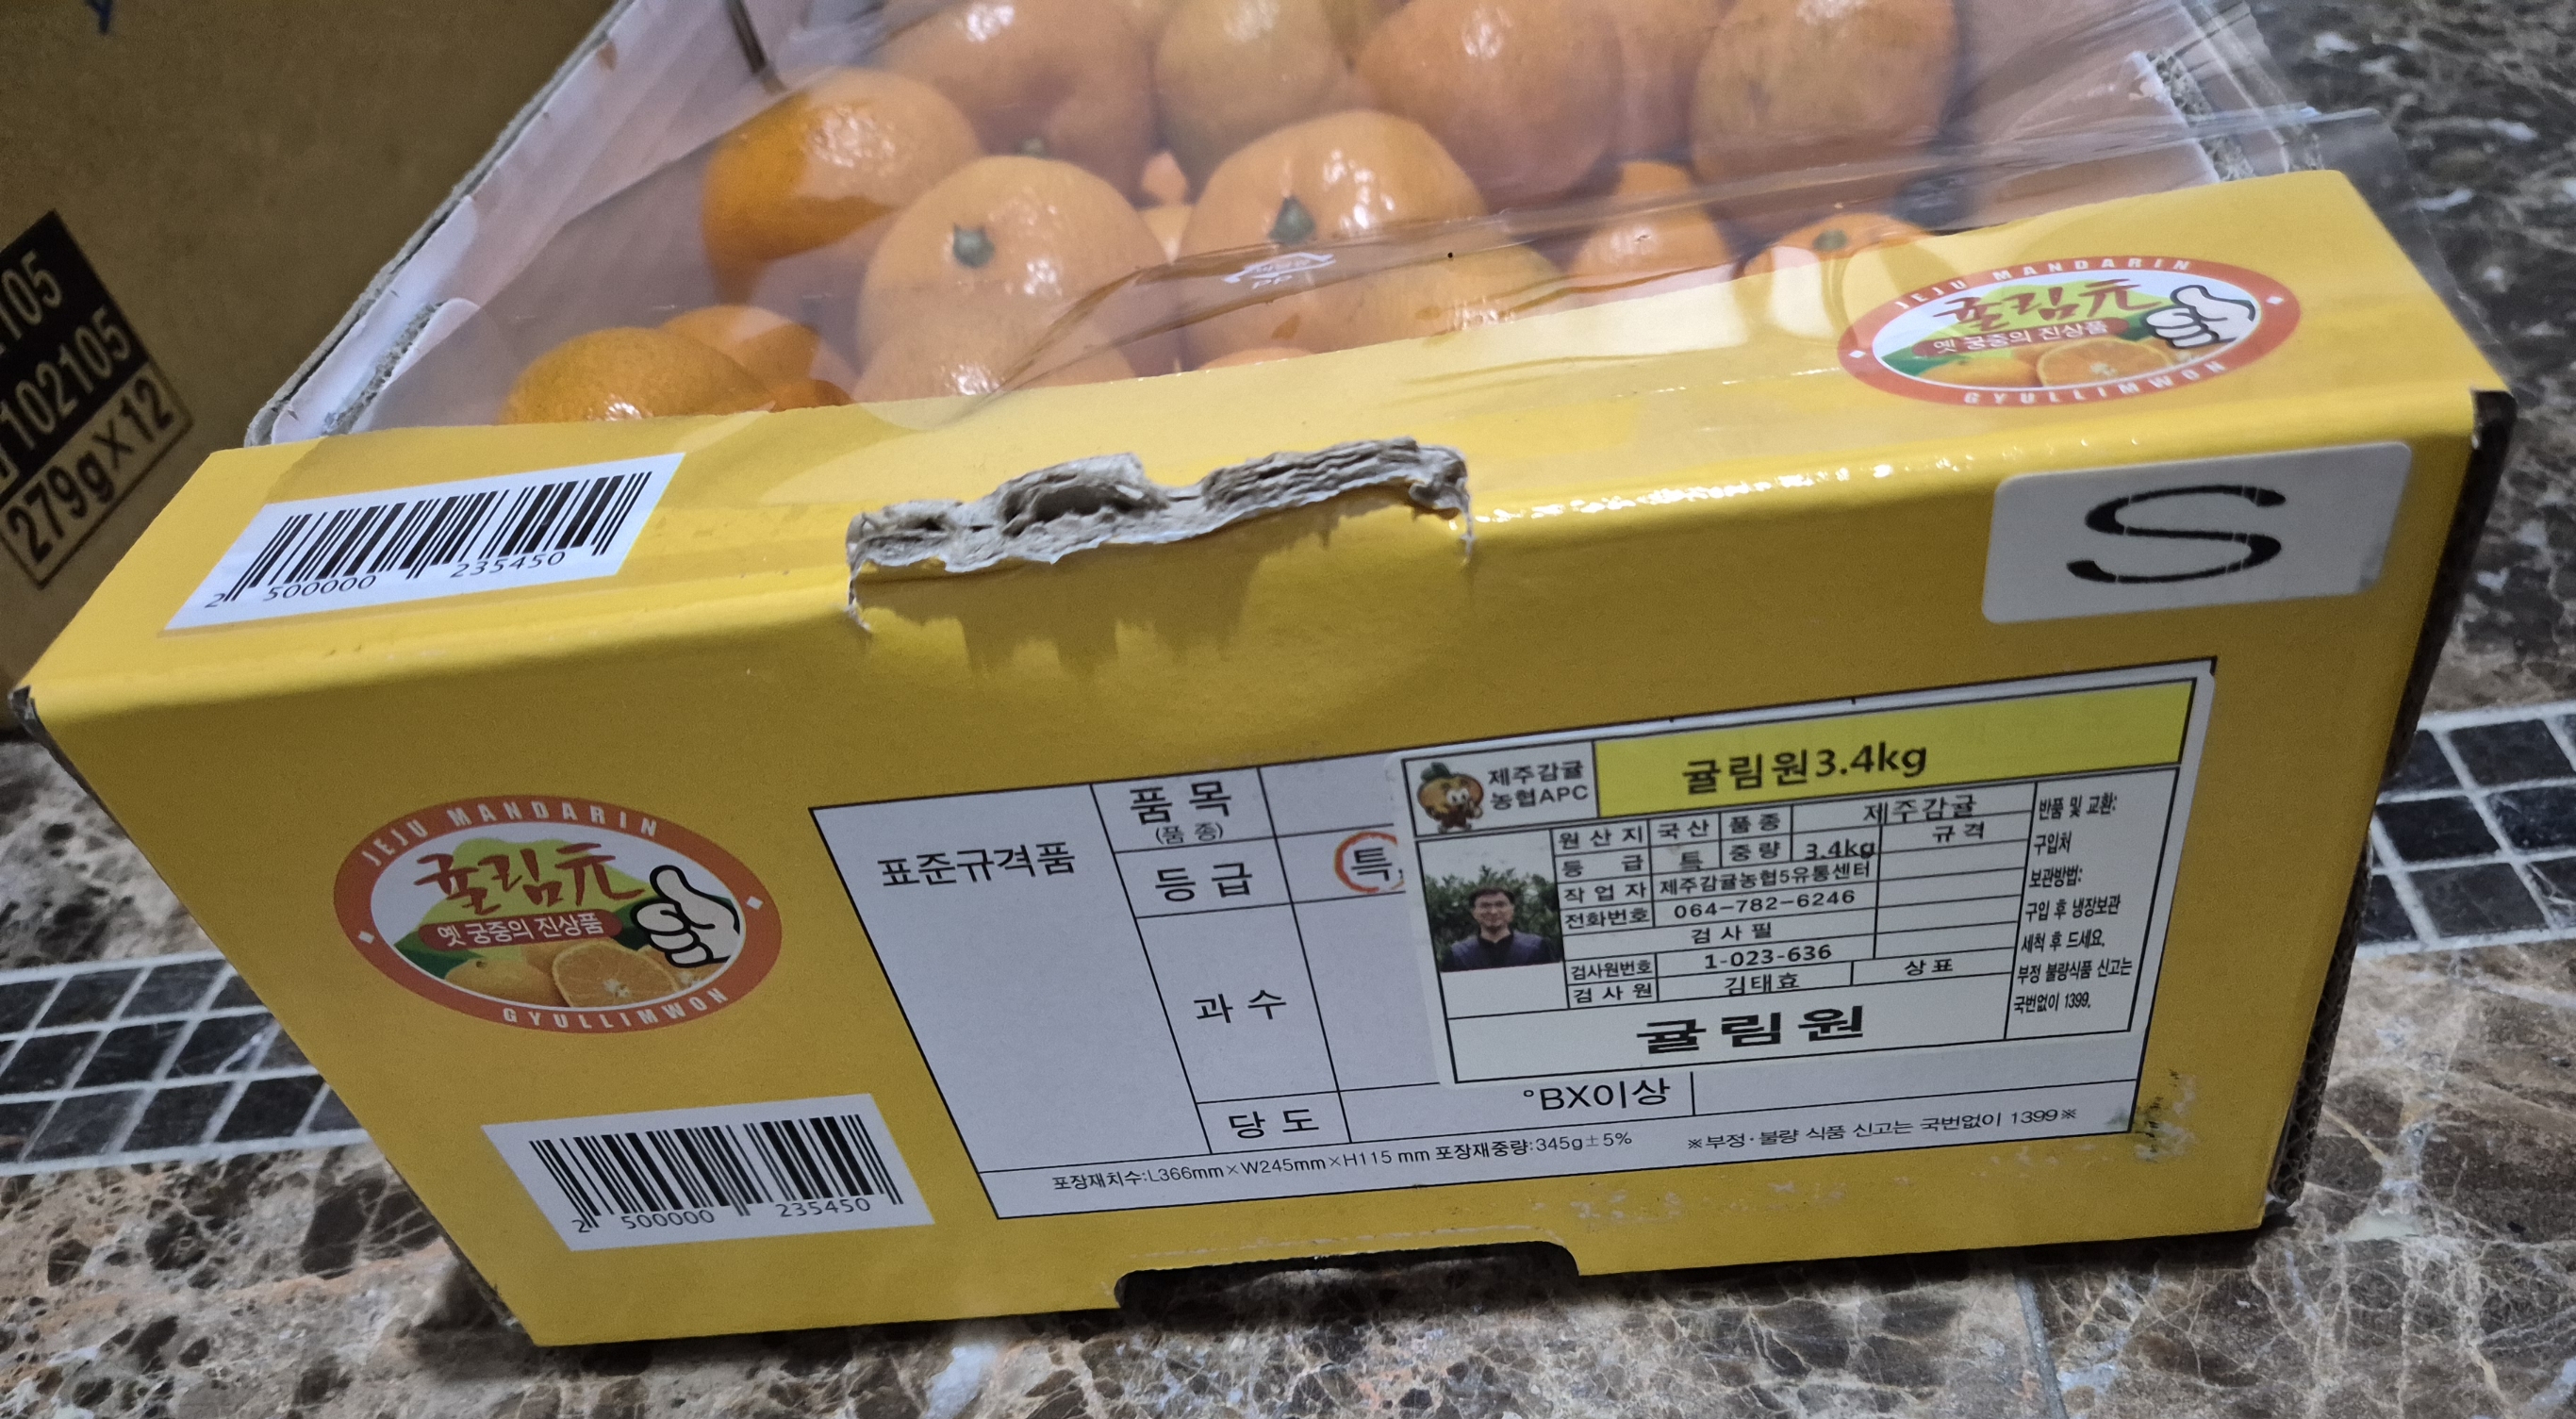 105
102105
279g×12
PP
JEJU MANDARIN
귤림元
옛 궁중의 진상품
GYULLIMWON
2 500000 235450
S
JEJU MANDARIN
귤림元
옛 궁중의 진상품
GYULLIMWON
2 500000 235450
표준규격품
품목
(품종)
등급
특
과수
당도
°BX이상
제주감귤
농협APC
귤림원3.4kg
원산지 국산 품종 제주감귤
등급 특 중량 3.4kg 규격
작업자 제주감귤농협5유통센터
전화번호 064-782-6246
검사필
검사원번호 1-023-636
검사원 김태효 상표
귤림원
반품 및 교환:
구입처
보관방법:
구입 후 냉장보관
세척 후 드세요.
부정 불량식품 신고는
국번없이 1399.
포장재치수:L366mm×W245mm×H115 mm 포장재중량:345g±5% ※부정·불량 식품 신고는 국번없이 1399※